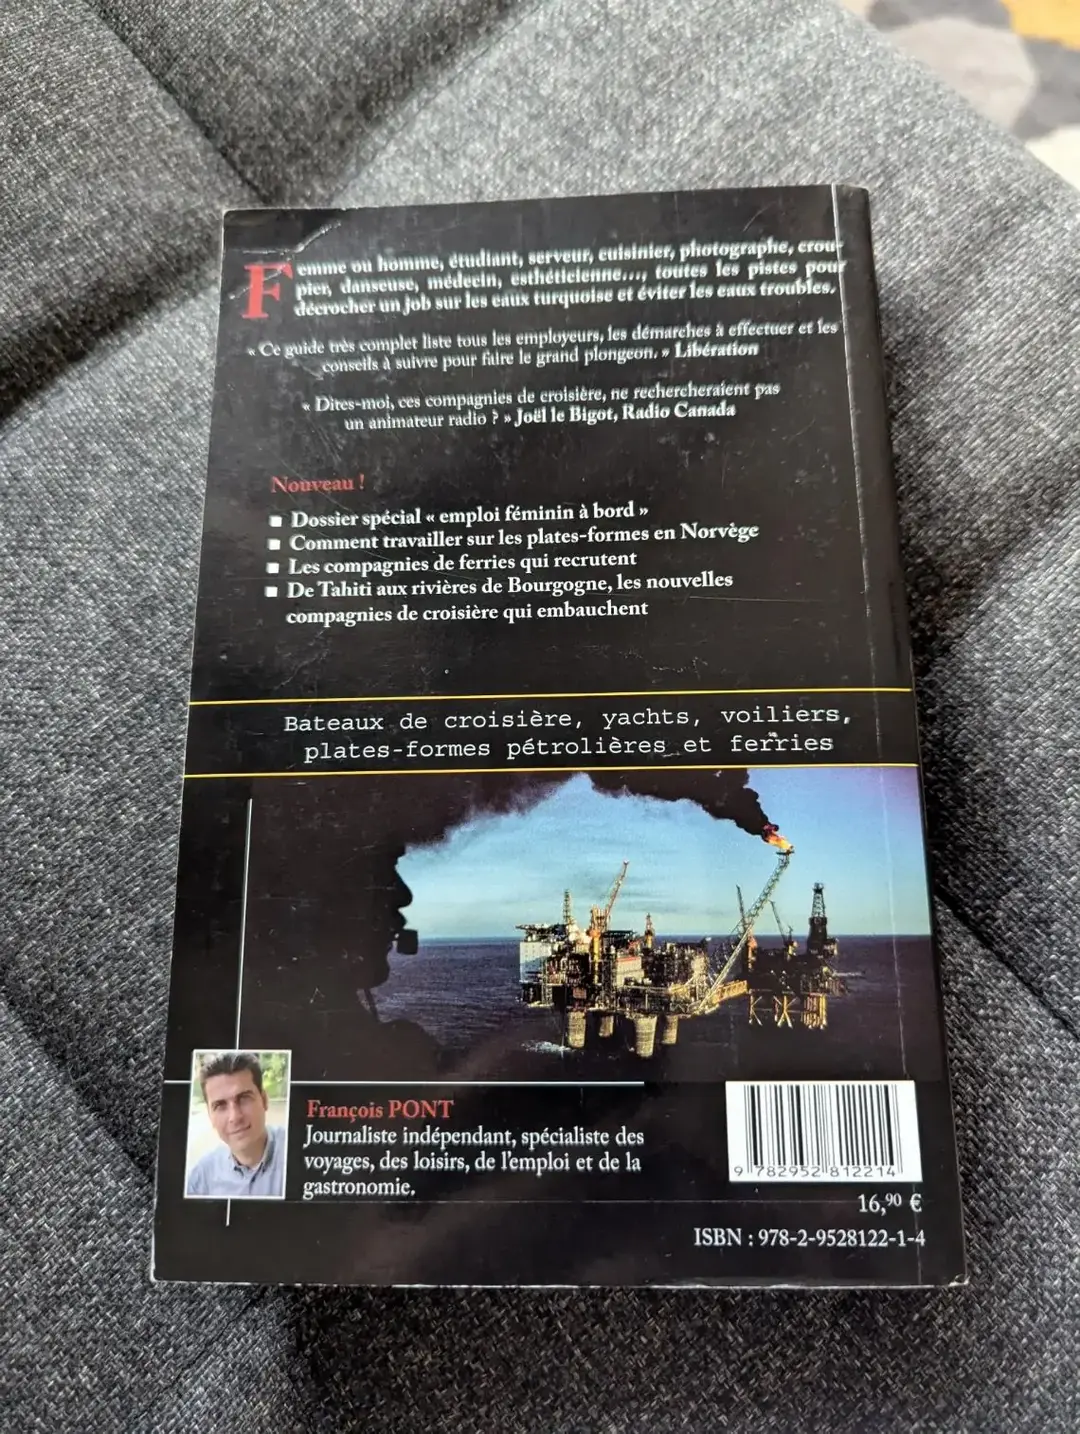 Femme ou homme, étudiant, serveur, cuisinier, photographe, crou-
pier, danseuse, médecin, esthéticienne..., toutes les pistes pour
décrocher un job sur les eaux turquoise et éviter les eaux troubles.
« Ce guide très complet liste tous les employeurs, les démarches à effectuer et les
conseils à suivre pour faire le grand plongeon. » Libération
« Dites-moi, ces compagnies de croisière, ne rechercheraient pas
un animateur radio ? » Joël le Bigot, Radio Canada
Nouveau !
■ Dossier spécial « emploi féminin à bord »
■ Comment travailler sur les plates-formes en Norvège
■ Les compagnies de ferries qui recrutent
■ De Tahiti aux rivières de Bourgogne, les nouvelles
compagnies de croisière qui embauchent
Bateaux de croisière, yachts, voiliers,
plates-formes pétrolières et ferries
François PONT
Journaliste indépendant, spécialiste des
voyages, des loisirs, de l'emploi et de la
gastronomie.
9 782952 812214
16,90 €
ISBN : 978-2-9528122-1-4